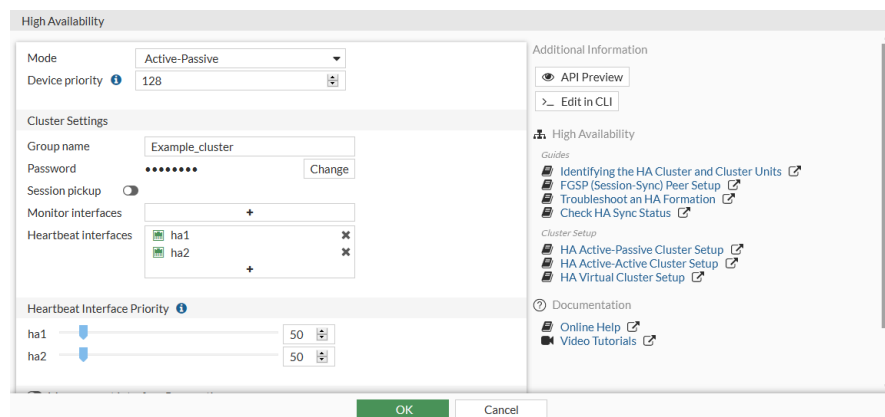 High Availability
Mode
Active-Passive
Device priority
128
Cluster Settings
Group name
Example_cluster
Password
••••••••
Change
Session pickup
Monitor interfaces
+
Heartbeat interfaces
ha1
ha2
+
Heartbeat Interface Priority
ha1
50
ha2
50
Additional Information
API Preview
>_ Edit in CLI
High Availability
Guides
Identifying the HA Cluster and Cluster Units
FGSP (Session-Sync) Peer Setup
Troubleshoot an HA Formation
Check HA Sync Status
Cluster Setup
HA Active-Passive Cluster Setup
HA Active-Active Cluster Setup
HA Virtual Cluster Setup
Documentation
Online Help
Video Tutorials
OK
Cancel